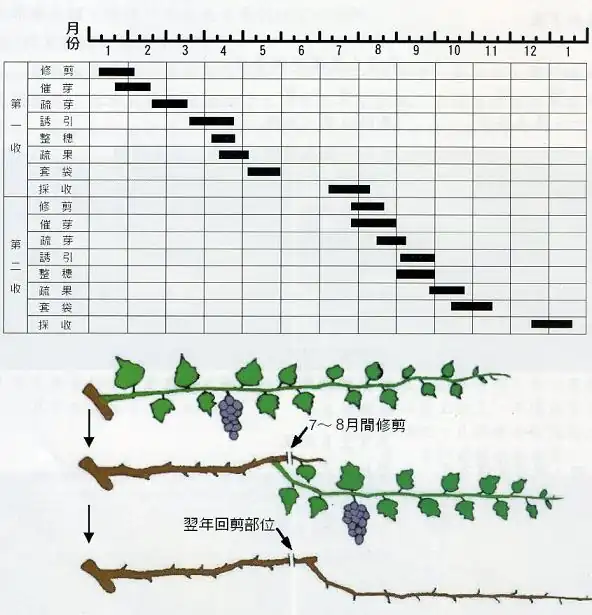 月份
1 2 3 4 5 6 7 8 9 10 11 12 1
第一收
修剪
催芽
疏芽
誘引
整穗
疏果
套袋
採收
第二收
修剪
催芽
疏芽
誘引
整穗
疏果
套袋
採收
7～8月間修剪
翌年回剪部位